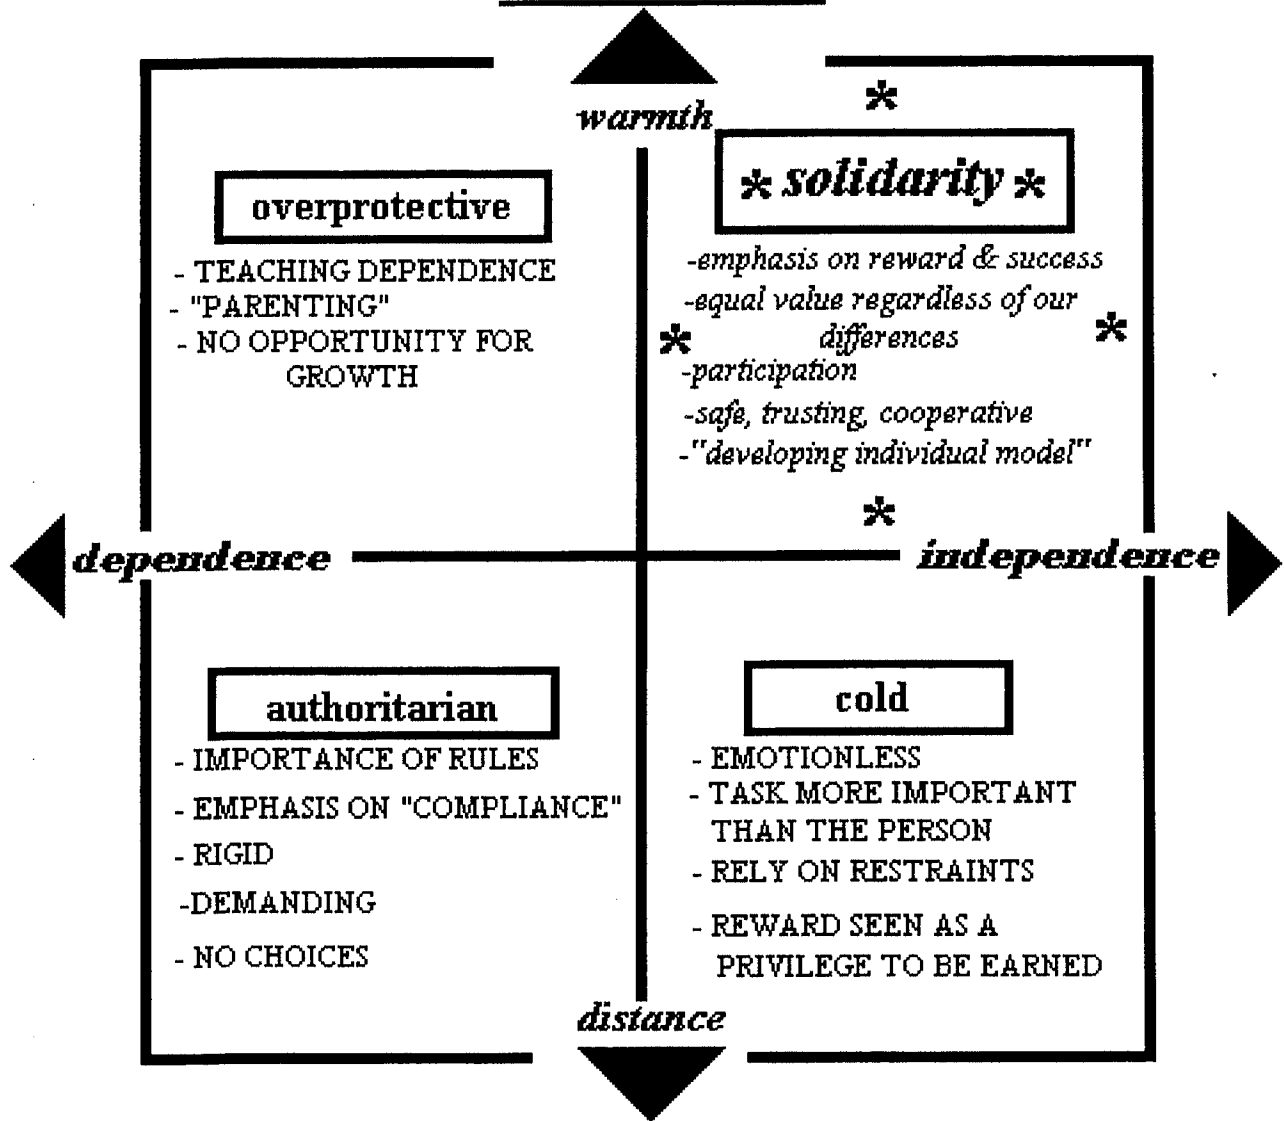 warmth
overprotective
- TEACHING DEPENDENCE
- "PARENTING"
- NO OPPORTUNITY FOR
GROWTH
* solidarity *
-emphasis on reward & success
-equal value regardless of our
differences
-participation
-safe, trusting, cooperative
-"developing individual model"
dependence
independence
authoritarian
- IMPORTANCE OF RULES
- EMPHASIS ON "COMPLIANCE"
- RIGID
-DEMANDING
- NO CHOICES
cold
- EMOTIONLESS
- TASK MORE IMPORTANT
THAN THE PERSON
- RELY ON RESTRAINTS
- REWARD SEEN AS A
PRIVILEGE TO BE EARNED
distance